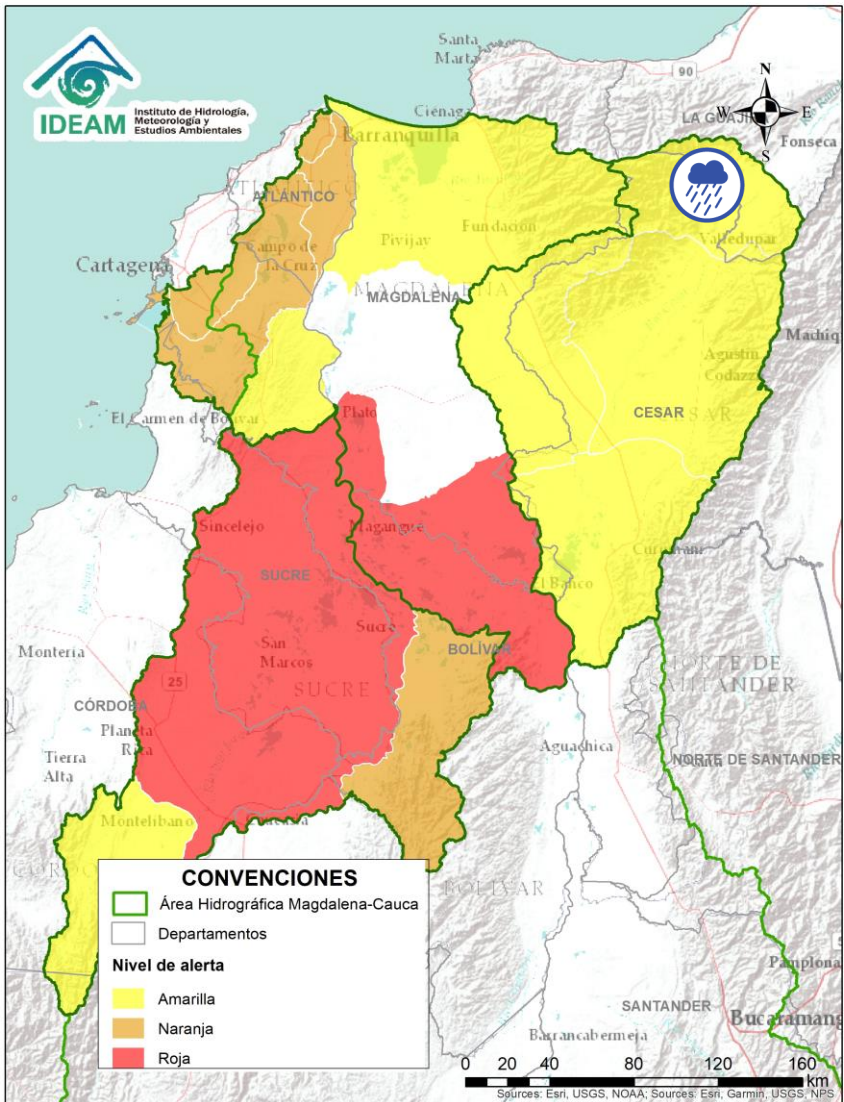 IDEAM
Instituto de Hidrología,
Meteorología y
Estudios Ambientales
Santa
Marta
90
N
W
E
S
LA GUAJIRA
Ciénaga
Barranquilla
Fonseca
ATLÁNTICO
Fundación
Pivijay
Valledupar
Campo de
la Cruz
Cartagena
MAGDALENA
Agustín
Codazzi
El Carmen de Bolívar
Plato
CESAR
CESAR
Sincelejo
Magangué
Curumaní
SUCRE
El Banco
Sucre
San
Marcos
BOLÍVAR
Montería
SUCRE
NORTE DE
SANTANDER
25
CÓRDOBA
Planeta
Rica
Aguachica
Tierra
Alta
NORTE DE SANTANDER
Montelíbano
Caucasia
BOLÍVAR
CONVENCIONES
Área Hidrográfica Magdalena-Cauca
Departamentos
Nivel de alerta
Amarilla
Naranja
Roja
Pamplona
SANTANDER
Bucaramang
Barrancabermeja
0 20 40 80 120 160
km
Sources: Esri, USGS, NOAA; Sources: Esri, Garmin, USGS, NPS